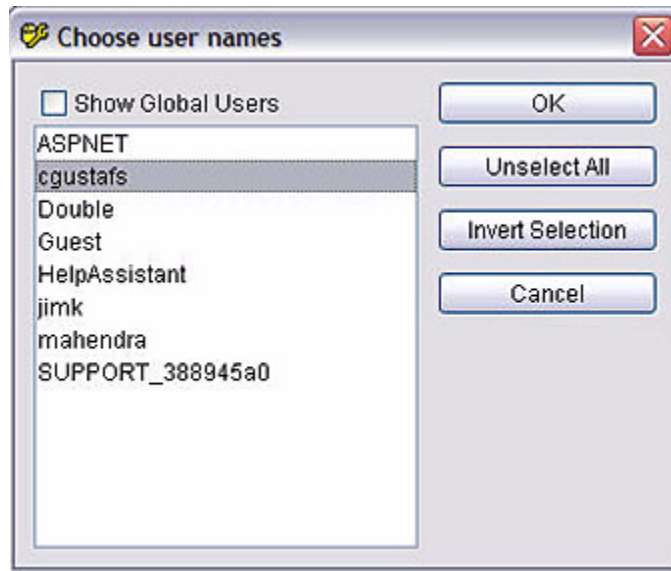 Choose user names
Show Global Users
ASPNET
cgustafs
Double
Guest
HelpAssistant
jimk
mahendra
SUPPORT_388945a0
OK
Unselect All
Invert Selection
Cancel